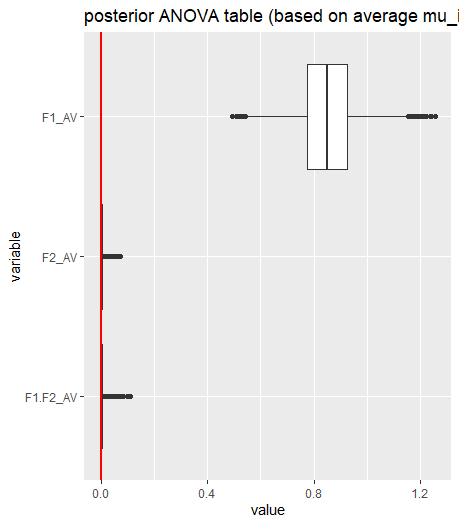 posterior ANOVA table (based on average mu_i
F1_AV
F2_AV
F1.F2_AV
variable
0.0
0.4
0.8
1.2
value